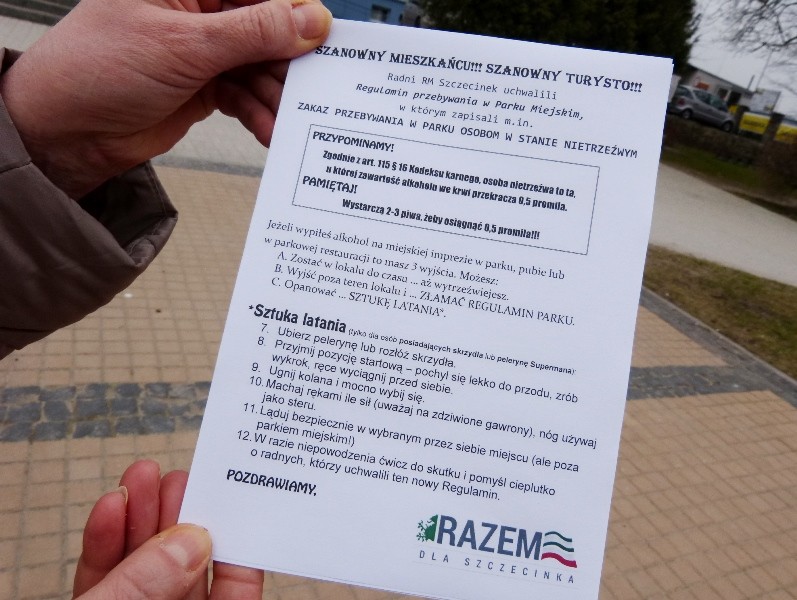 SZANOWNY MIESZKAŃCU!!! SZANOWNY TURYSTO!!!
Radni RM Szczecinek uchwalili
Regulamin przebywania w Parku Miejskim,
w którym zapisali m.in.
ZAKAZ PRZEBYWANIA W PARKU OSOBOM W STANIE NIETRZEŹWYM
PRZYPOMINAMY!
Zgodnie z art. 115 § 16 Kodeksu karnego, osoba nietrzeźwa to ta,
u której zawartość alkoholu we krwi przekracza 0,5 promila.
PAMIĘTAJ!
Wystarczą 2-3 piwa, żeby osiągnąć 0,5 promila!!!
Jeżeli wypiłeś alkohol na miejskiej imprezie w parku, pubie lub
w parkowej restauracji to masz 3 wyjścia. Możesz:
A. Zostać w lokalu do czasu ... aż wytrzeźwiejesz.
B. Wyjść poza teren lokalu i ... ZŁAMAĆ REGULAMIN PARKU.
C. Opanować ... SZTUKĘ LATANIA*.
*Sztuka latania (tylko dla osób posiadających skrzydła lub pelerynę Supermana):
7. Ubierz pelerynę lub rozłóż skrzydła.
8. Przyjmij pozycję startową – pochyl się lekko do przodu, zrób
wykrok, ręce wyciągnij przed siebie.
9. Ugnij kolana i mocno wybij się.
10. Machaj rękami ile sił (uważaj na zdziwione gawrony), nóg używaj
jako steru.
11. Ląduj bezpiecznie w wybranym przez siebie miejscu (ale poza
parkiem miejskim!)
12. W razie niepowodzenia ćwicz do skutku i pomyśl cieplutko
o radnych, którzy uchwalili ten nowy Regulamin.
POZDRAWIAMY.
RAZEM
DLA SZCZECINKA